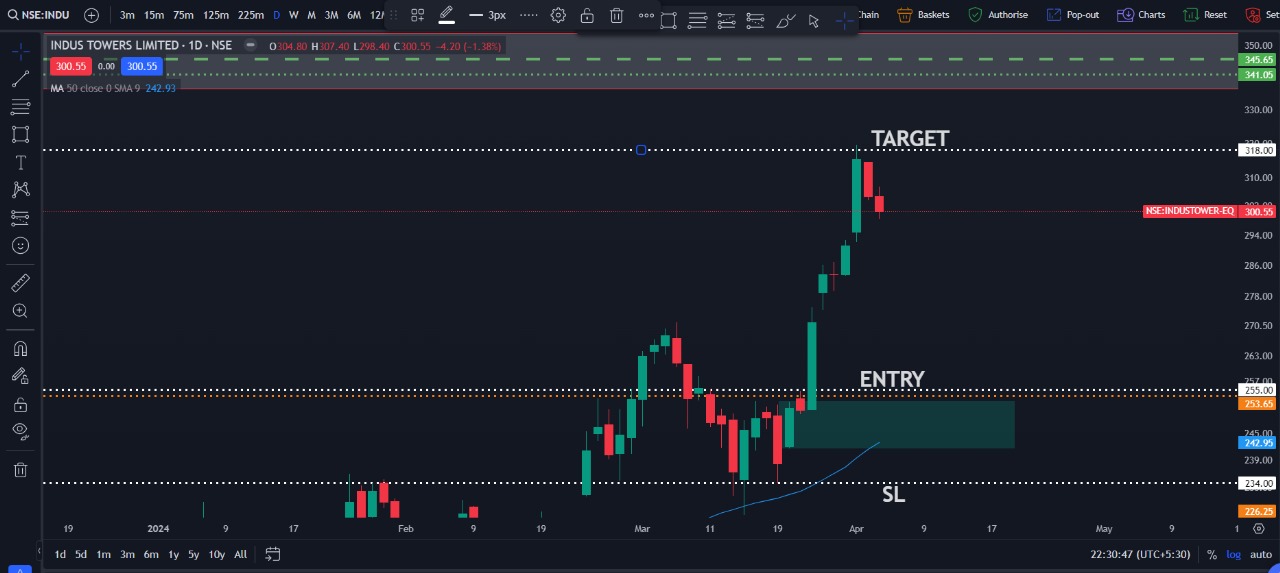 NSE:INDU 3m 15m 75m 125m 225m D W M 3M 6M 3px Baskets Authorise Pop-out Charts Reset
INDUS TOWERS LIMITED · 1D · NSE O304.80 H307.40 L298.40 C300.55 −4.20 (−1.38%)
300.55 0.00 300.55
MA 50 close 0 SMA 9 242.93
350.00
345.65
341.05
330.00
TARGET
318.00
310.00
NSE:INDUSTOWER-EQ 300.55
294.00
286.00
278.00
270.50
263.00
257.00
ENTRY
255.00
253.65
245.00
242.95
239.00
234.00
SL
226.25
19 2024 9 17 Feb 9 19 Mar 11 19 Apr 9 17 May 9 1
1d 5d 1m 3m 6m 1y 5y 10y All 22:30:47 (UTC+5:30) % log auto